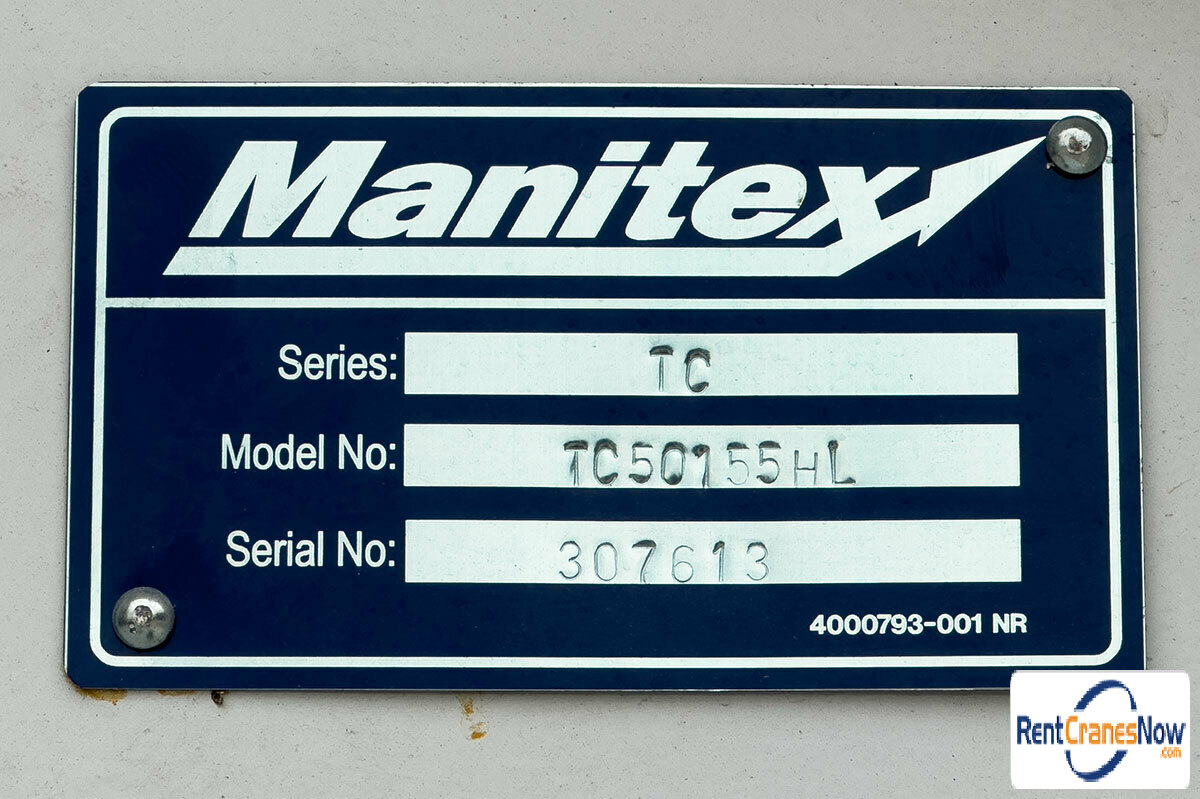 Manitex
Series: TC
Model No: TC50155HL
Serial No: 307613
4000793-001 NR
RentCranesNow
.com